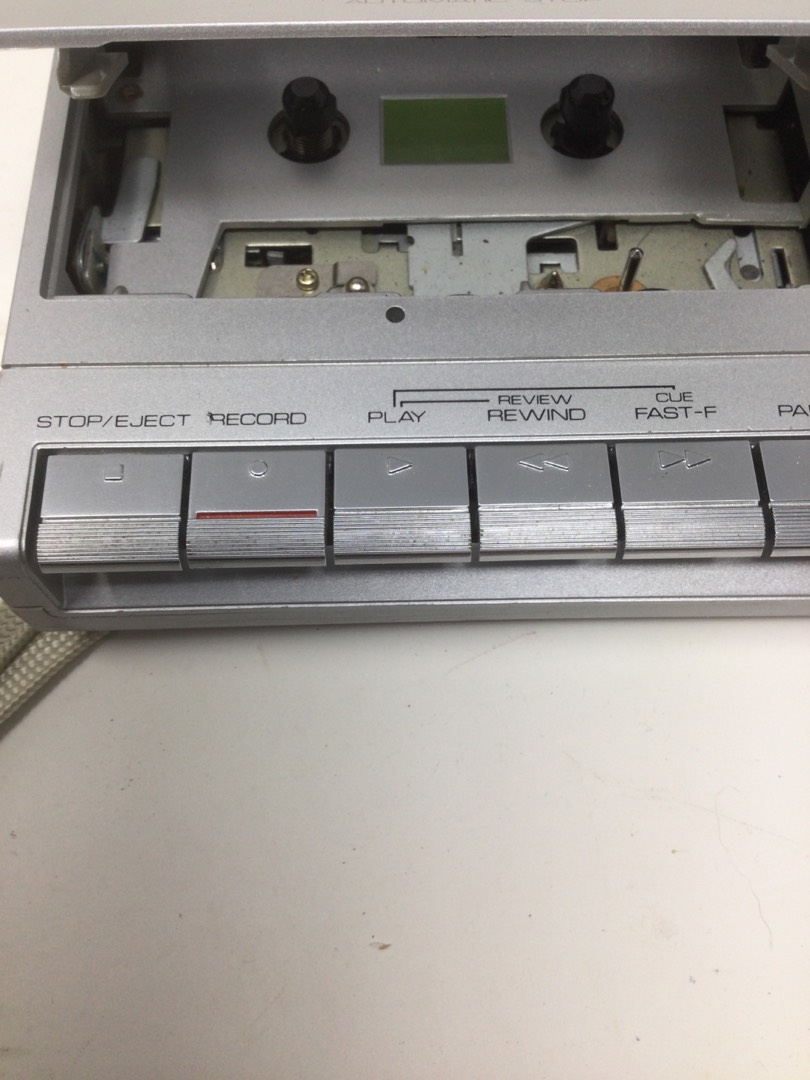 STOP/EJECT RECORD PLAY REVIEW REWIND CUE FAST-F